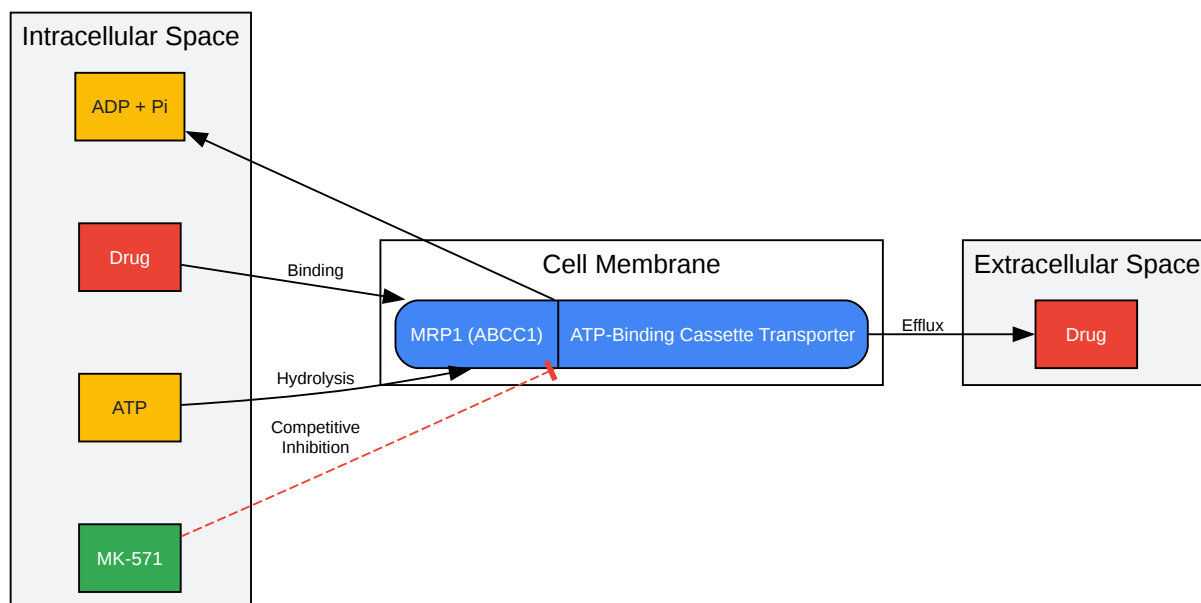 Intracellular Space
ADP + Pi
Drug
ATP
MK-571
Binding
Hydrolysis
Competitive
Inhibition
Cell Membrane
MRP1 (ABCC1)
ATP-Binding Cassette Transporter
Efflux
Extracellular Space
Drug